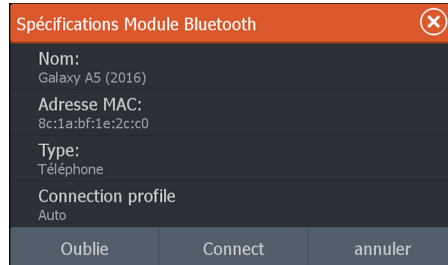 Spécifications Module Bluetooth
Nom:
Galaxy A5 (2016)
Adresse MAC:
8c:1a:bf:1e:2c:c0
Type:
Téléphone
Connection profile
Auto
Oublie Connect annuler